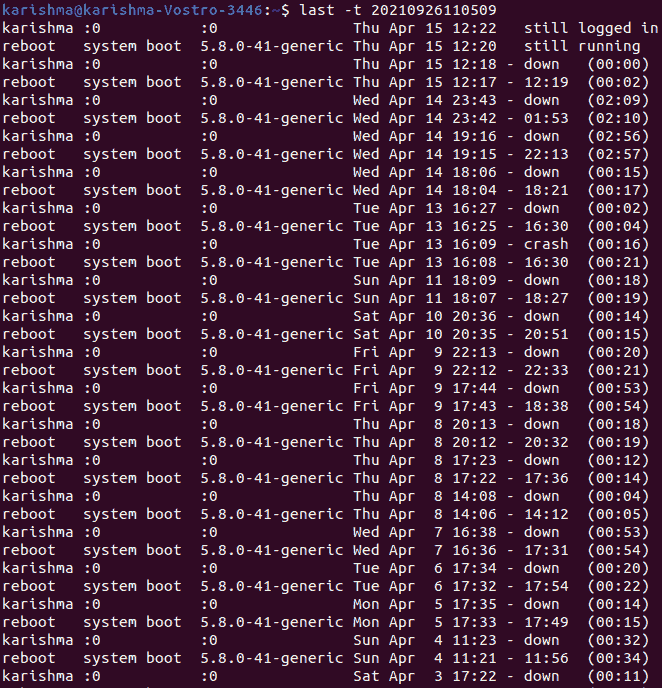 karishma@karishma-Vostro-3446:~$ last -t 20210926110509
karishma :0           :0               Thu Apr 15 12:22   still logged in
reboot   system boot  5.8.0-41-generic Thu Apr 15 12:20   still running
karishma :0           :0               Thu Apr 15 12:18 - down   (00:00)
reboot   system boot  5.8.0-41-generic Thu Apr 15 12:17 - 12:19  (00:02)
karishma :0           :0               Wed Apr 14 23:43 - down   (02:09)
reboot   system boot  5.8.0-41-generic Wed Apr 14 23:42 - 01:53  (02:10)
karishma :0           :0               Wed Apr 14 19:16 - down   (02:56)
reboot   system boot  5.8.0-41-generic Wed Apr 14 19:15 - 22:13  (02:57)
karishma :0           :0               Wed Apr 14 18:06 - down   (00:15)
reboot   system boot  5.8.0-41-generic Wed Apr 14 18:04 - 18:21  (00:17)
karishma :0           :0               Tue Apr 13 16:27 - down   (00:02)
reboot   system boot  5.8.0-41-generic Tue Apr 13 16:25 - 16:30  (00:04)
karishma :0           :0               Tue Apr 13 16:09 - crash  (00:16)
reboot   system boot  5.8.0-41-generic Tue Apr 13 16:08 - 16:30  (00:21)
karishma :0           :0               Sun Apr 11 18:09 - down   (00:18)
reboot   system boot  5.8.0-41-generic Sun Apr 11 18:07 - 18:27  (00:19)
karishma :0           :0               Sat Apr 10 20:36 - down   (00:14)
reboot   system boot  5.8.0-41-generic Sat Apr 10 20:35 - 20:51  (00:15)
karishma :0           :0               Fri Apr  9 22:13 - down   (00:20)
reboot   system boot  5.8.0-41-generic Fri Apr  9 22:12 - 22:33  (00:21)
karishma :0           :0               Fri Apr  9 17:44 - down   (00:53)
reboot   system boot  5.8.0-41-generic Fri Apr  9 17:43 - 18:38  (00:54)
karishma :0           :0               Thu Apr  8 20:13 - down   (00:18)
reboot   system boot  5.8.0-41-generic Thu Apr  8 20:12 - 20:32  (00:19)
karishma :0           :0               Thu Apr  8 17:23 - down   (00:12)
reboot   system boot  5.8.0-41-generic Thu Apr  8 17:22 - 17:36  (00:14)
karishma :0           :0               Thu Apr  8 14:08 - down   (00:04)
reboot   system boot  5.8.0-41-generic Thu Apr  8 14:06 - 14:12  (00:05)
karishma :0           :0               Wed Apr  7 16:38 - down   (00:53)
reboot   system boot  5.8.0-41-generic Wed Apr  7 16:36 - 17:31  (00:54)
karishma :0           :0               Tue Apr  6 17:34 - down   (00:20)
reboot   system boot  5.8.0-41-generic Tue Apr  6 17:32 - 17:54  (00:22)
karishma :0           :0               Mon Apr  5 17:35 - down   (00:14)
reboot   system boot  5.8.0-41-generic Mon Apr  5 17:33 - 17:49  (00:15)
karishma :0           :0               Sun Apr  4 11:23 - down   (00:32)
reboot   system boot  5.8.0-41-generic Sun Apr  4 11:21 - 11:56  (00:34)
karishma :0           :0               Sat Apr  3 17:22 - down   (00:11)